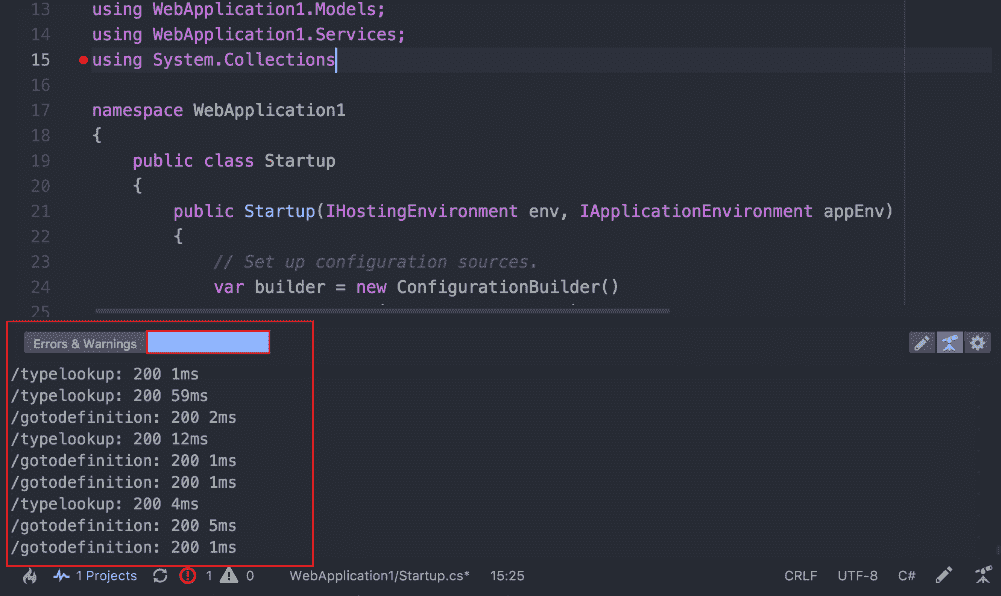 13 using WebApplication1.Models;
14 using WebApplication1.Services;
15 using System.Collections
16
17 namespace WebApplication1
18 {
19 public class Startup
20 {
21 public Startup(IHostingEnvironment env, IApplicationEnvironment appEnv)
22 {
23 // Set up configuration sources.
24 var builder = new ConfigurationBuilder()
25
Errors & Warnings
/typelookup: 200 1ms
/typelookup: 200 59ms
/gotodefinition: 200 2ms
/typelookup: 200 12ms
/gotodefinition: 200 1ms
/gotodefinition: 200 1ms
/typelookup: 200 4ms
/gotodefinition: 200 5ms
/gotodefinition: 200 1ms
1 Projects 1 0 WebApplication1/Startup.cs* 15:25 CRLF UTF-8 C#